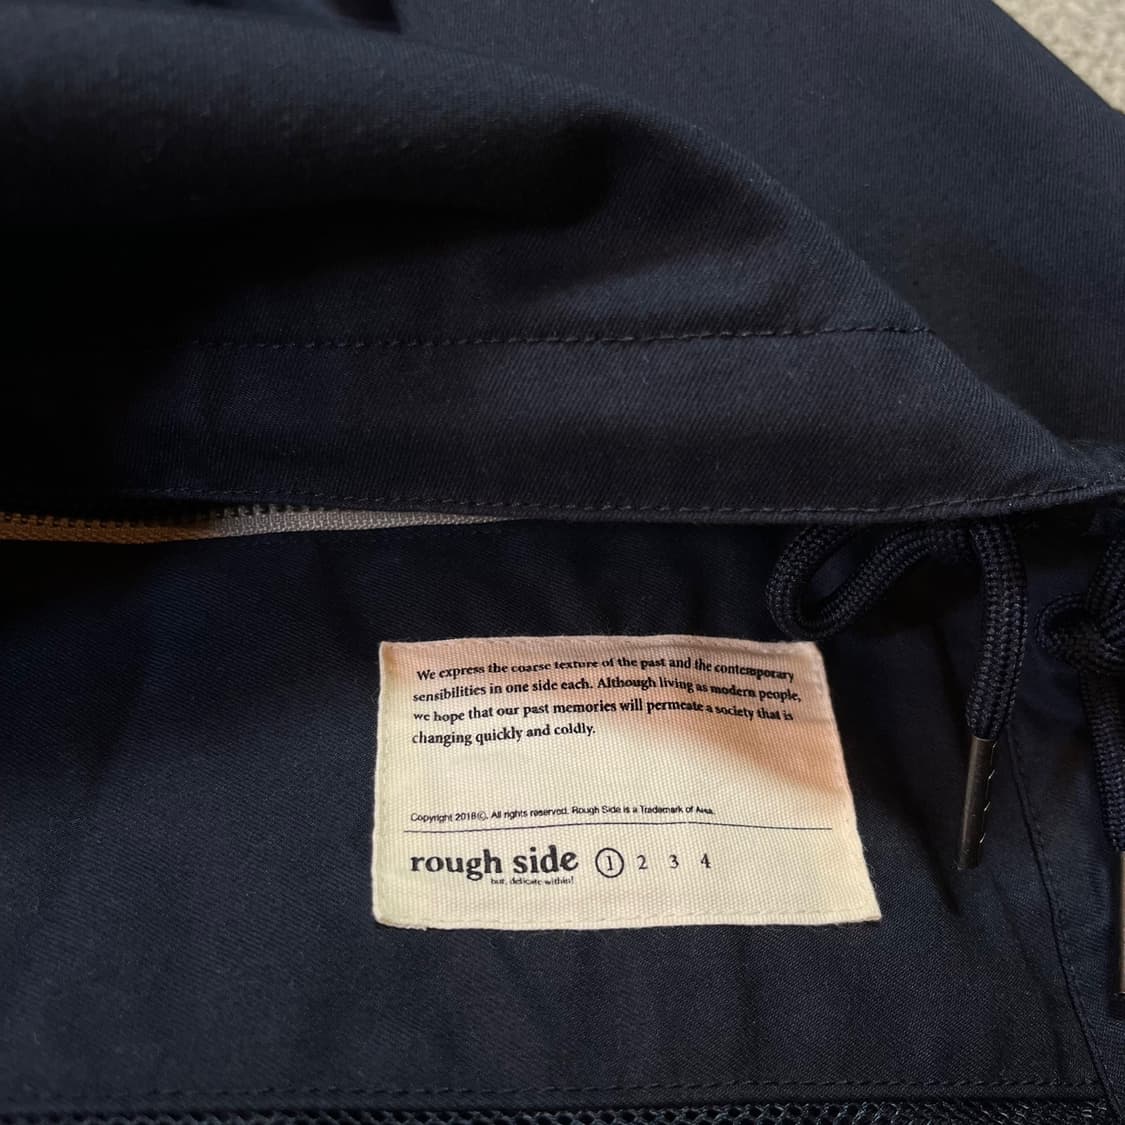 We express the coarse texture of the past and the contemporary
sensibilities in one side each. Although living as modern people,
we hope that our past memories will permeate a society that is
changing quickly and coldly.
Copyright 2018©. All rights reserved. Rough Side is a Trademark of
rough side 1 2 3 4
but, delicate within!